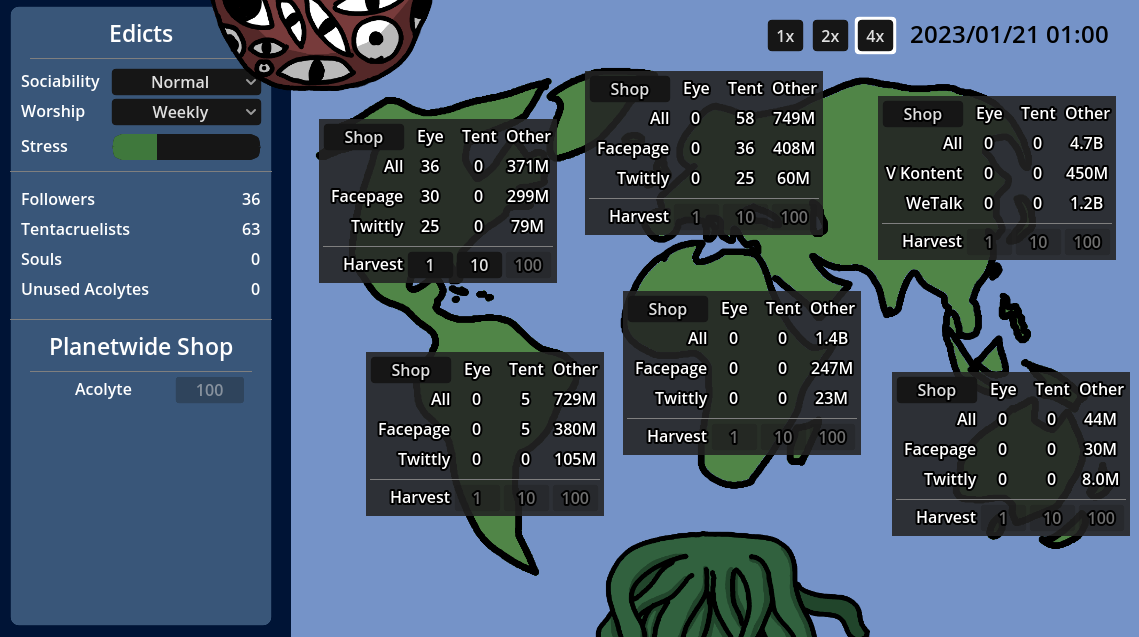 Edicts
Sociability Normal
Worship Weekly
Stress
Followers 36
Tentacruelists 63
Souls 0
Unused Acolytes 0
Planetwide Shop
Acolyte 100
1x 2x 4x 2023/01/21 01:00
Shop Eye Tent Other
All 36 0 371M
Facepage 30 0 299M
Twittly 25 0 79M
Harvest 1 10 100
Shop Eye Tent Other
All 0 58 749M
Facepage 0 36 408M
Twittly 0 25 60M
Harvest 1 10 100
Shop Eye Tent Other
All 0 0 4.7B
V Kontent 0 0 450M
WeTalk 0 0 1.2B
Harvest 1 10 100
Shop Eye Tent Other
All 0 5 729M
Facepage 0 5 380M
Twittly 0 0 105M
Harvest 1 10 100
Shop Eye Tent Other
All 0 0 1.4B
Facepage 0 0 247M
Twittly 0 0 23M
Harvest 1 10 100
Shop Eye Tent Other
All 0 0 44M
Facepage 0 0 30M
Twittly 0 0 8.0M
Harvest 1 10 100